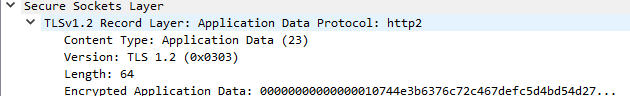 Secure Sockets Layer
TLSv1.2 Record Layer: Application Data Protocol: http2
Content Type: Application Data (23)
Version: TLS 1.2 (0x0303)
Length: 64
Encrypted Application Data: 00000000000000010744e3b6376c72c467defc5d4bd54d27...